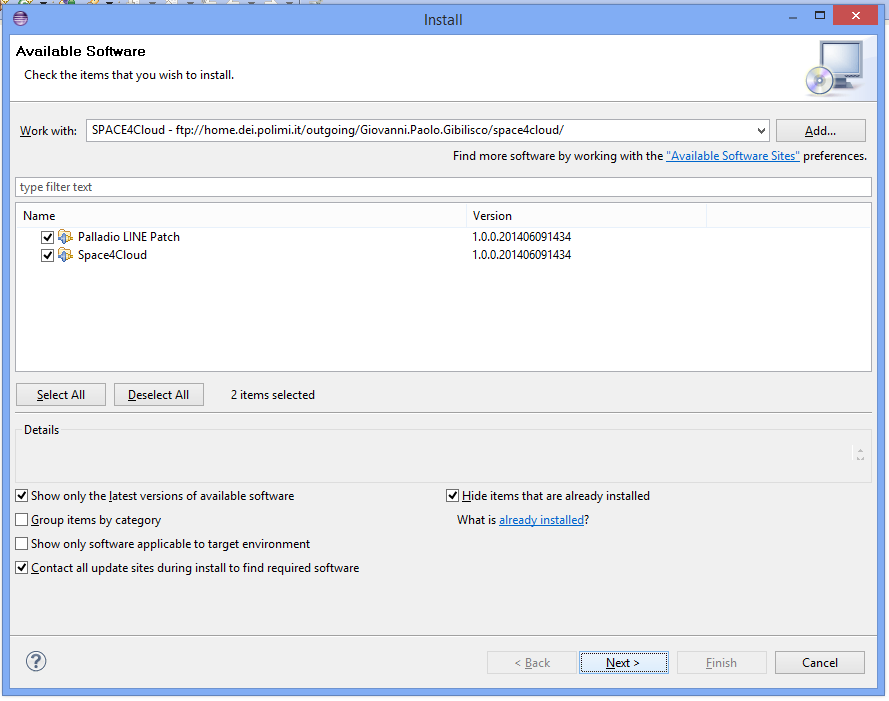 Install
Available Software
Check the items that you wish to install.
Work with: SPACE4Cloud - ftp://home.dei.polimi.it/outgoing/Giovanni.Paolo.Gibilisco/space4cloud/ Add...
Find more software by working with the "Available Software Sites" preferences.
type filter text
Name Version
Palladio LINE Patch 1.0.0.201406091434
Space4Cloud 1.0.0.201406091434
Select All Deselect All 2 items selected
Details
Show only the latest versions of available software Hide items that are already installed
Group items by category What is already installed?
Show only software applicable to target environment
Contact all update sites during install to find required software
? < Back Next > Finish Cancel